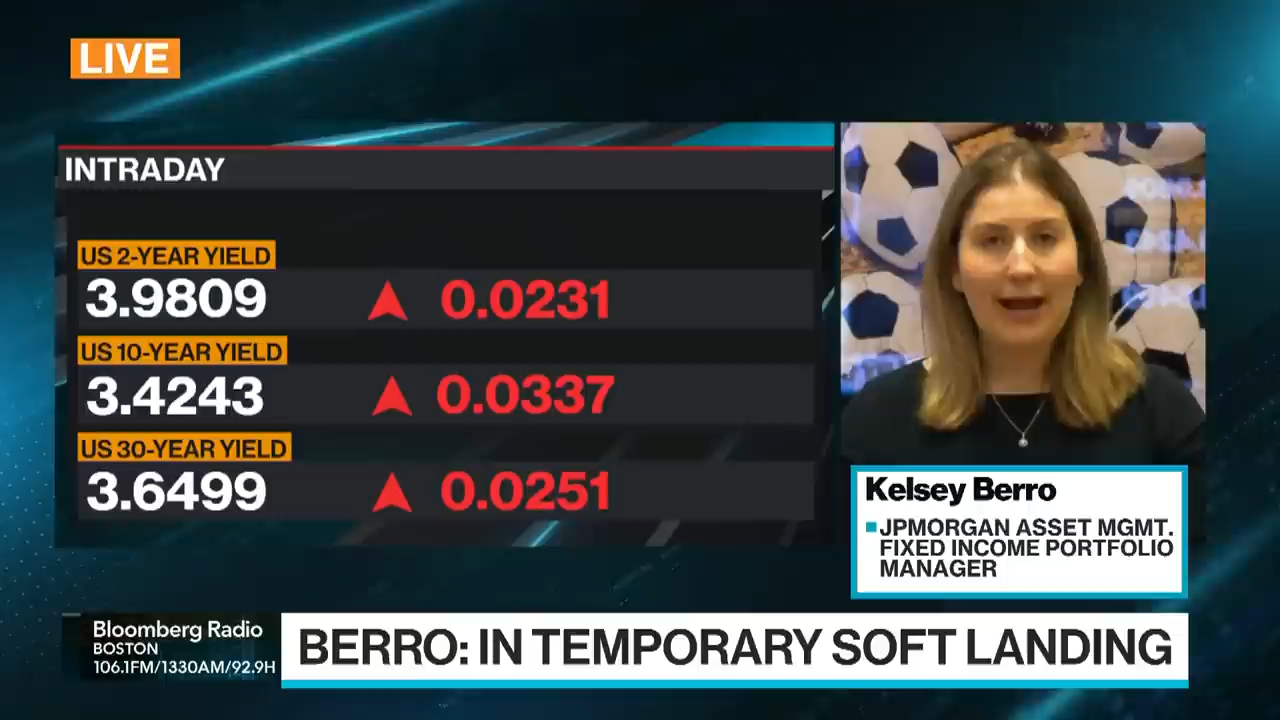 LIVE
INTRADAY
US 2-YEAR YIELD
3.9809 0.0231
US 10-YEAR YIELD
3.4243 0.0337
US 30-YEAR YIELD
3.6499 0.0251
Kelsey Berro
JPMORGAN ASSET MGMT.
FIXED INCOME PORTFOLIO
MANAGER
Bloomberg Radio
BOSTON
106.1FM/1330AM/92.9H
BERRO: IN TEMPORARY SOFT LANDING